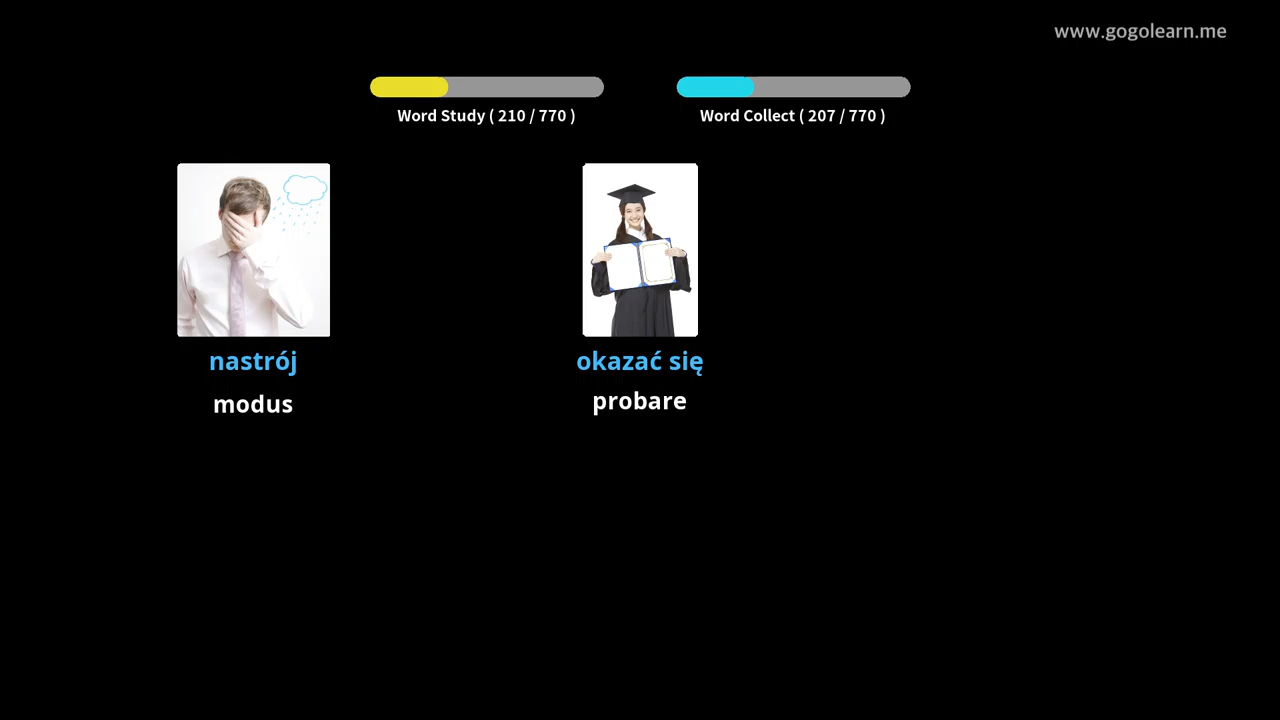 www.gogolearn.me
Word Study ( 210 / 770 )
Word Collect ( 207 / 770 )
nastrój
modus
okazać się
probare